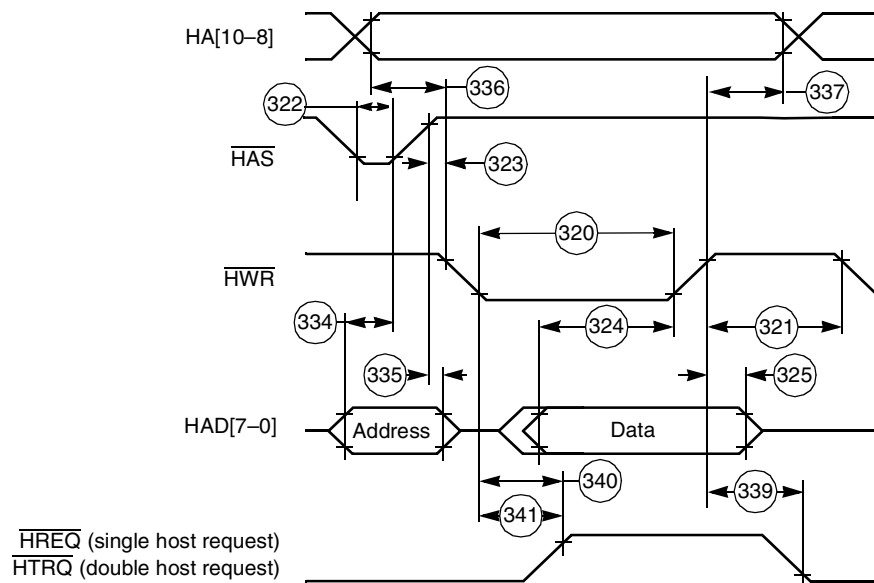 HA[10–8]
336
337
322
HAS
323
320
HWR
334
324
321
335
325
HAD[7–0]
Address
Data
340
341
339
HREQ (single host request)
HTRQ (double host request)